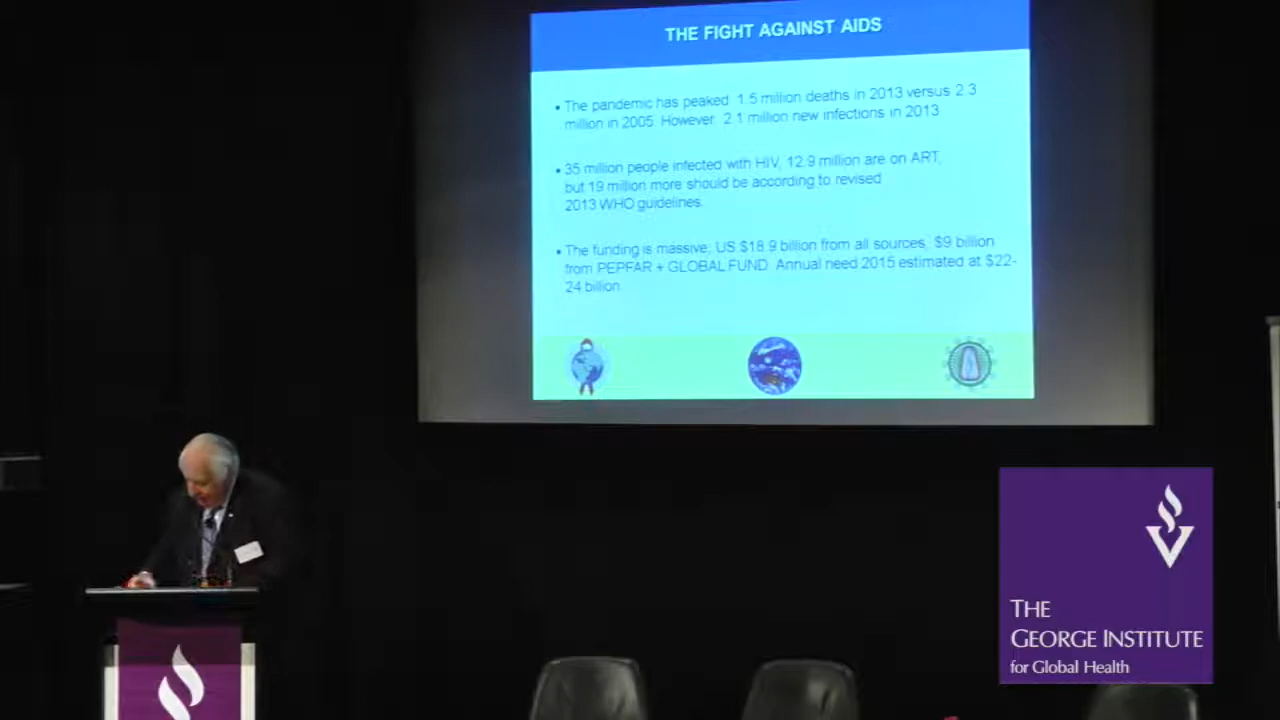 THE FIGHT AGAINST AIDS
• The pandemic has peaked 1.5 million deaths in 2013 versus 2.3
million in 2005. However, 2.1 million new infections in 2013
• 35 million people infected with HIV, 12.9 million are on ART,
but 19 million more should be according to revised
2013 WHO guidelines.
• The funding is massive; US $18.9 billion from all sources, $9 billion
from PEPFAR + GLOBAL FUND. Annual need 2015 estimated at $22-
24 billion.
THE
GEORGE INSTITUTE
for Global Health